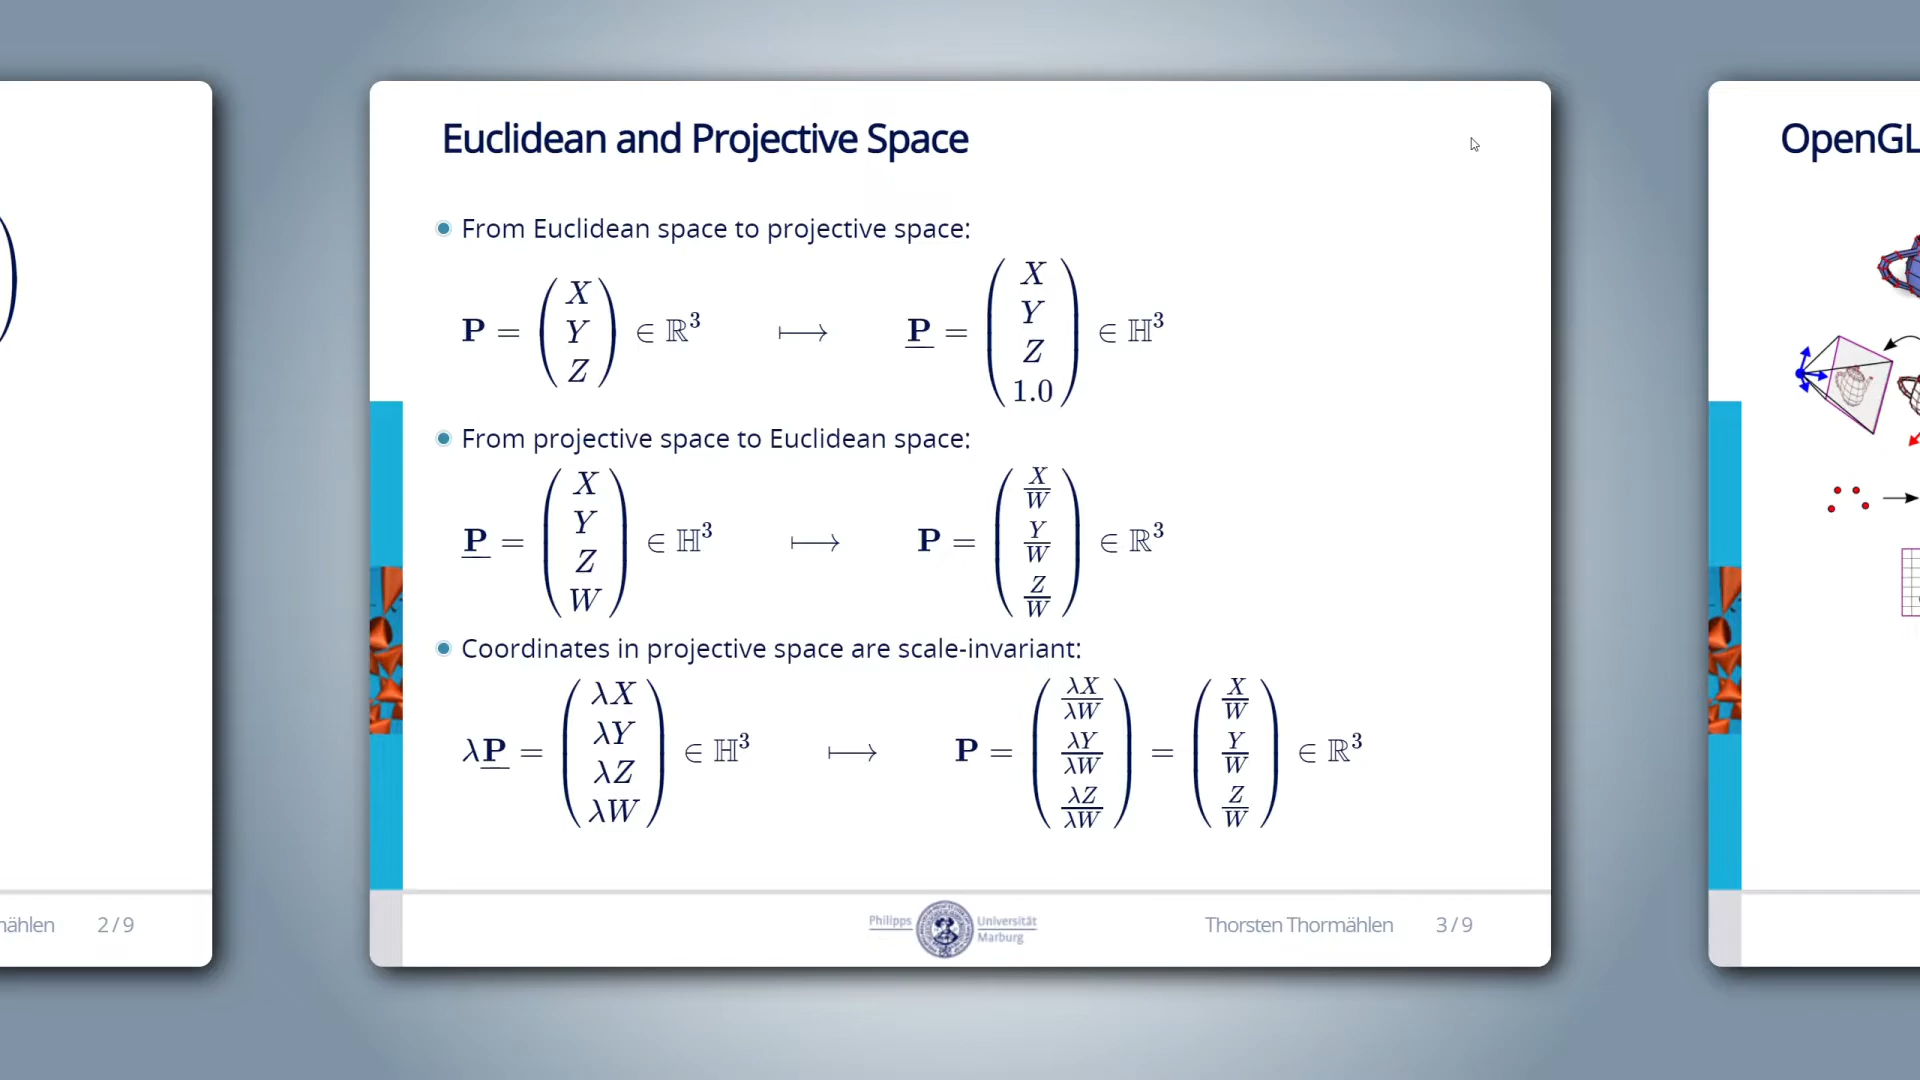 Euclidean and Projective Space
OpenGL
From Euclidean space to projective space:
P = ( X Y Z ) ∈ ℝ³ ⟼ P = ( X Y Z 1.0 ) ∈ ℍ³
From projective space to Euclidean space:
P = ( X Y Z W ) ∈ ℍ³ ⟼ P = ( X/W Y/W Z/W ) ∈ ℝ³
Coordinates in projective space are scale-invariant:
λP = ( λX λY λZ λW ) ∈ ℍ³ ⟼ P = ( λX/λW λY/λW λZ/λW ) = ( X/W Y/W Z/W ) ∈ ℝ³
mählen 2 / 9
Philipps Universität
Marburg
Thorsten Thormählen 3 / 9